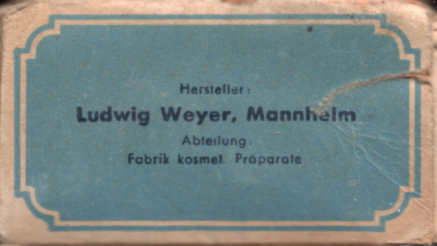 Hersteller:
Ludwig Weyer, Mannheim
Abteilung:
Fabrik kosmet. Präparate